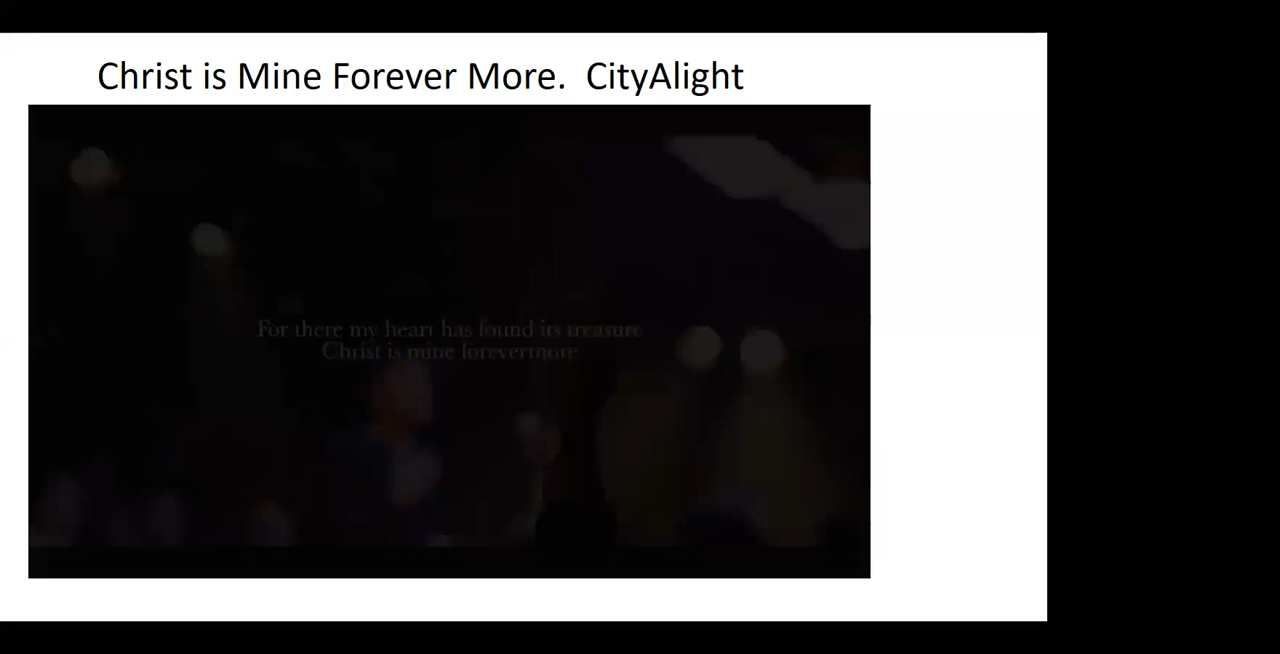 Christ is Mine Forever More.  CityAlight
For there my heart has found its treasure
Christ is mine forevermore